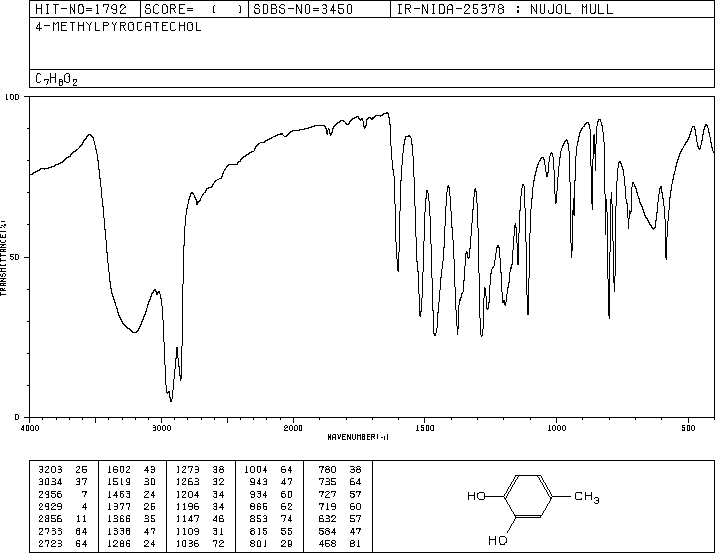 HIT-NO=1792 SCORE= ( ) SDBS-NO=3450 IR-NIDA-25378 : NUJOL MULL
4-METHYLPYROCATECHOL
C7H8O2
100
50
0
TRANSMITTANCE(%)
4000 3000 2000 1500 1000 500
WAVENUMBER(-1)
3203 26 1602 43 1273 38 1004 64 780 38
3034 37 1519 30 1263 32 943 47 735 64
2956 7 1463 24 1204 34 934 60 727 57
2929 4 1377 26 1196 34 866 62 719 60
2856 11 1366 35 1147 46 853 74 632 57
2733 64 1338 47 1109 31 815 55 584 47
2723 64 1286 24 1036 72 801 29 458 81
HO
CH3
HO